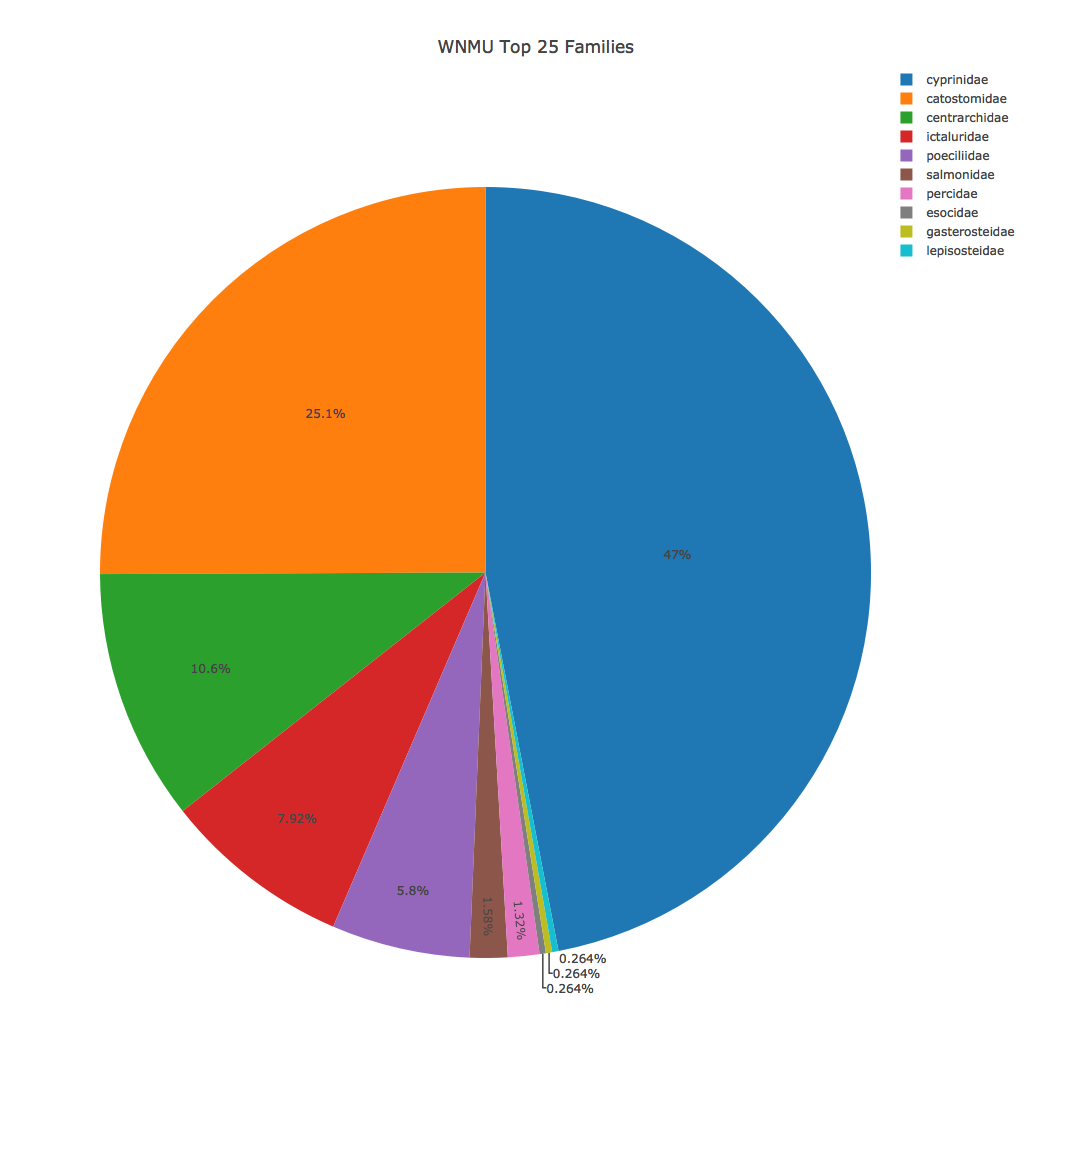 WNMU Top 25 Families
cyprinidae
catostomidae
centrarchidae
ictaluridae
poeciliidae
salmonidae
percidae
esocidae
gasterosteidae
lepisosteidae
25.1%
47%
10.6%
7.92%
5.8%
1.58%
1.32%
0.264%
0.264%
0.264%